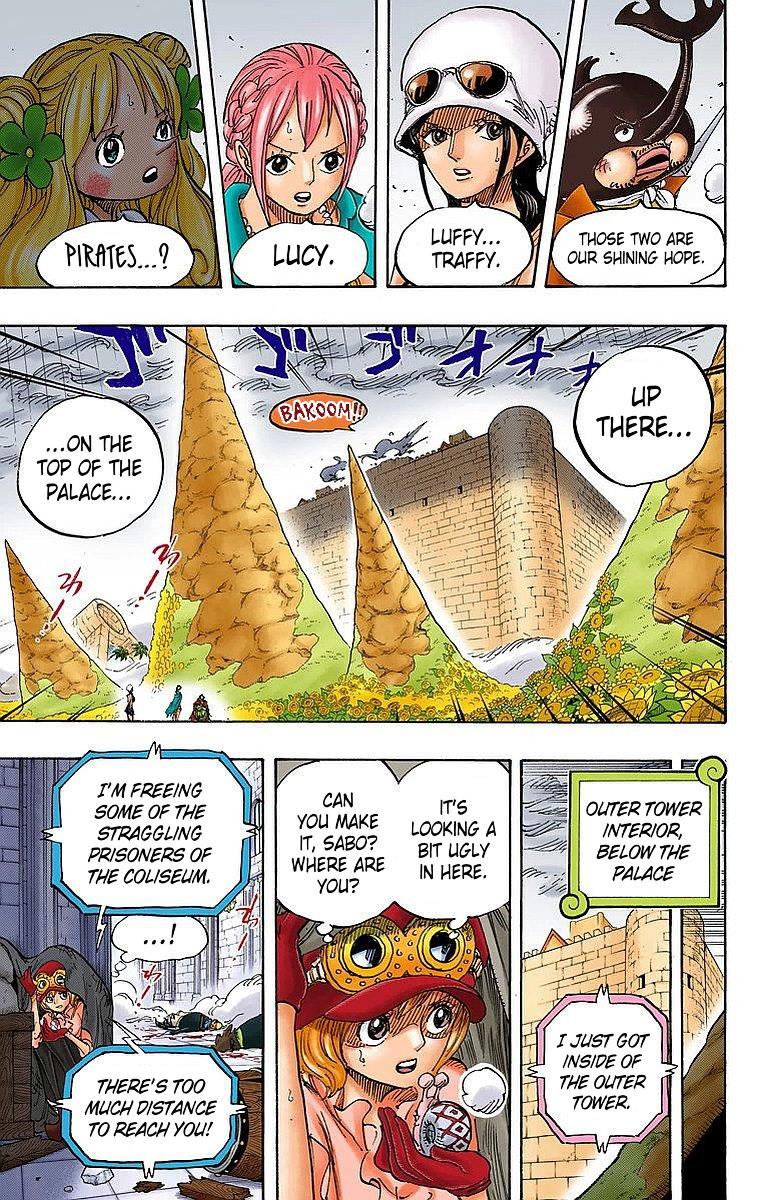 THOSE TWO ARE
OUR SHINING HOPE.
LUFFY...
TRAFFY.
LUCY.
PIRATES...?
UP
THERE...
BAKOOM!!
...ON THE
TOP OF THE
PALACE...
OUTER TOWER
INTERIOR,
BELOW THE
PALACE
I JUST GOT
INSIDE OF
THE OUTER
TOWER.
IT'S
LOOKING A
BIT UGLY
IN HERE.
CAN
YOU MAKE
IT, SABO?
WHERE ARE
YOU?
I'M FREEING
SOME OF THE
STRAGGLING
PRISONERS OF
THE COLISEUM.
...!
THERE'S TOO
MUCH DISTANCE
TO REACH YOU!